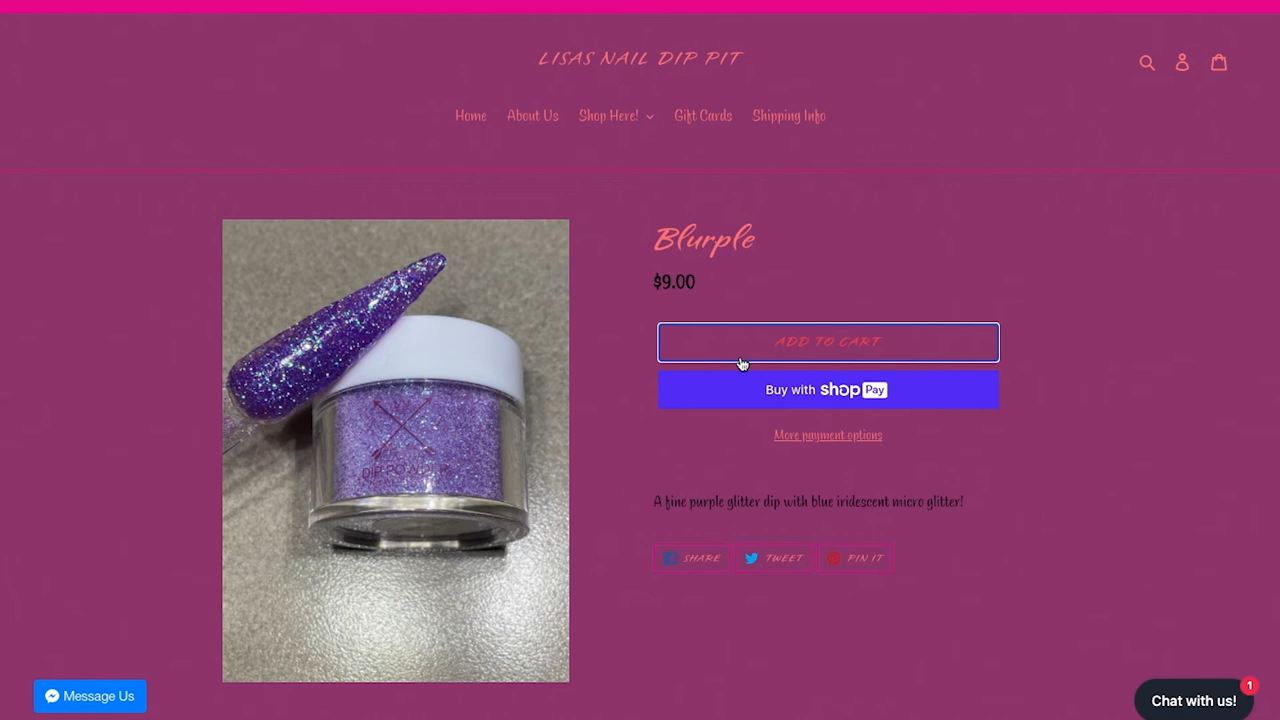 LISAS NAIL DIP PIT
Home About Us Shop Here! Gift Cards Shipping Info
Blurple
$9.00
ADD TO CART
Buy with shop Pay
More payment options
A fine purple glitter dip with blue iridescent micro glitter!
SHARE TWEET PIN IT
DIP POWDER
Message Us
1
Chat with us!